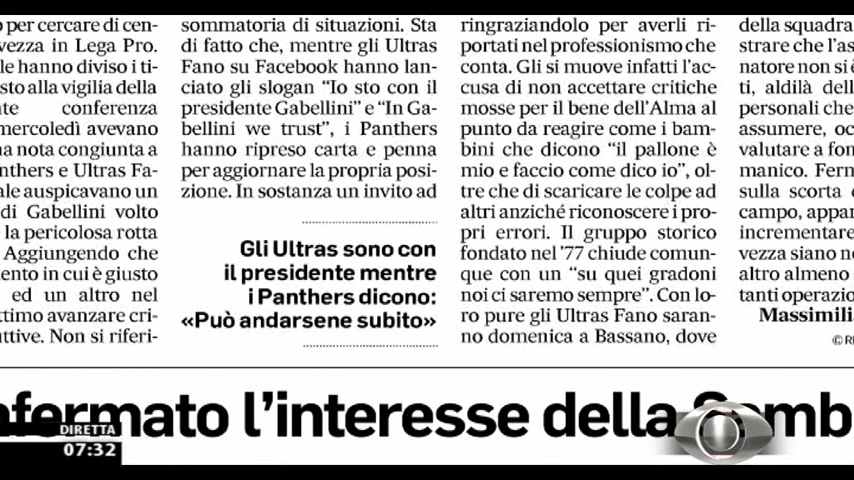 o per cercare di cen-
vezza in Lega Pro.
le hanno diviso i ti-
sto alla vigilia della
conferenza
mercoledì avevano
na nota congiunta a
nthers e Ultras Fa-
ale auspicavano un
di Gabellini volto
la pericolosa rotta
Aggiungendo che
ento in cui è giusto
ed un altro nel
ttimo avanzare cri-
uttive. Non si riferi-
sommatoria di situazioni. Sta
di fatto che, mentre gli Ultras
Fano su Facebook hanno lan-
ciato gli slogan “Io sto con il
presidente Gabellini” e “In Ga-
bellini we trust”, i Panthers
hanno ripreso carta e penna
per aggiornare la propria posi-
zione. In sostanza un invito ad
Gli Ultras sono con
il presidente mentre
i Panthers dicono:
«Può andarsene subito»
ringraziandolo per averli ri-
portati nel professionismo che
conta. Gli si muove infatti l'ac-
cusa di non accettare critiche
mosse per il bene dell'Alma al
punto da reagire come i bam-
bini che dicono “il pallone è
mio e faccio come dico io”, ol-
tre che di scaricare le colpe ad
altri anziché riconoscere i pro-
pri errori. Il gruppo storico
fondato nel '77 chiude comun-
que con un “su quei gradoni
noi ci saremo sempre”. Con lo-
ro pure gli Ultras Fano saran-
no domenica a Bassano, dove
della squadra
strare che l'as
natore non si è
ti, aldilà dell
personali che
assumere, oc
valutare a fon
manico. Ferm
sulla scorta
campo, appar
incrementare
vezza siano n
altro almeno
tanti operazio
Massimili
© RI
nfermato l'interesse della Samb
DIRETTA
07:32